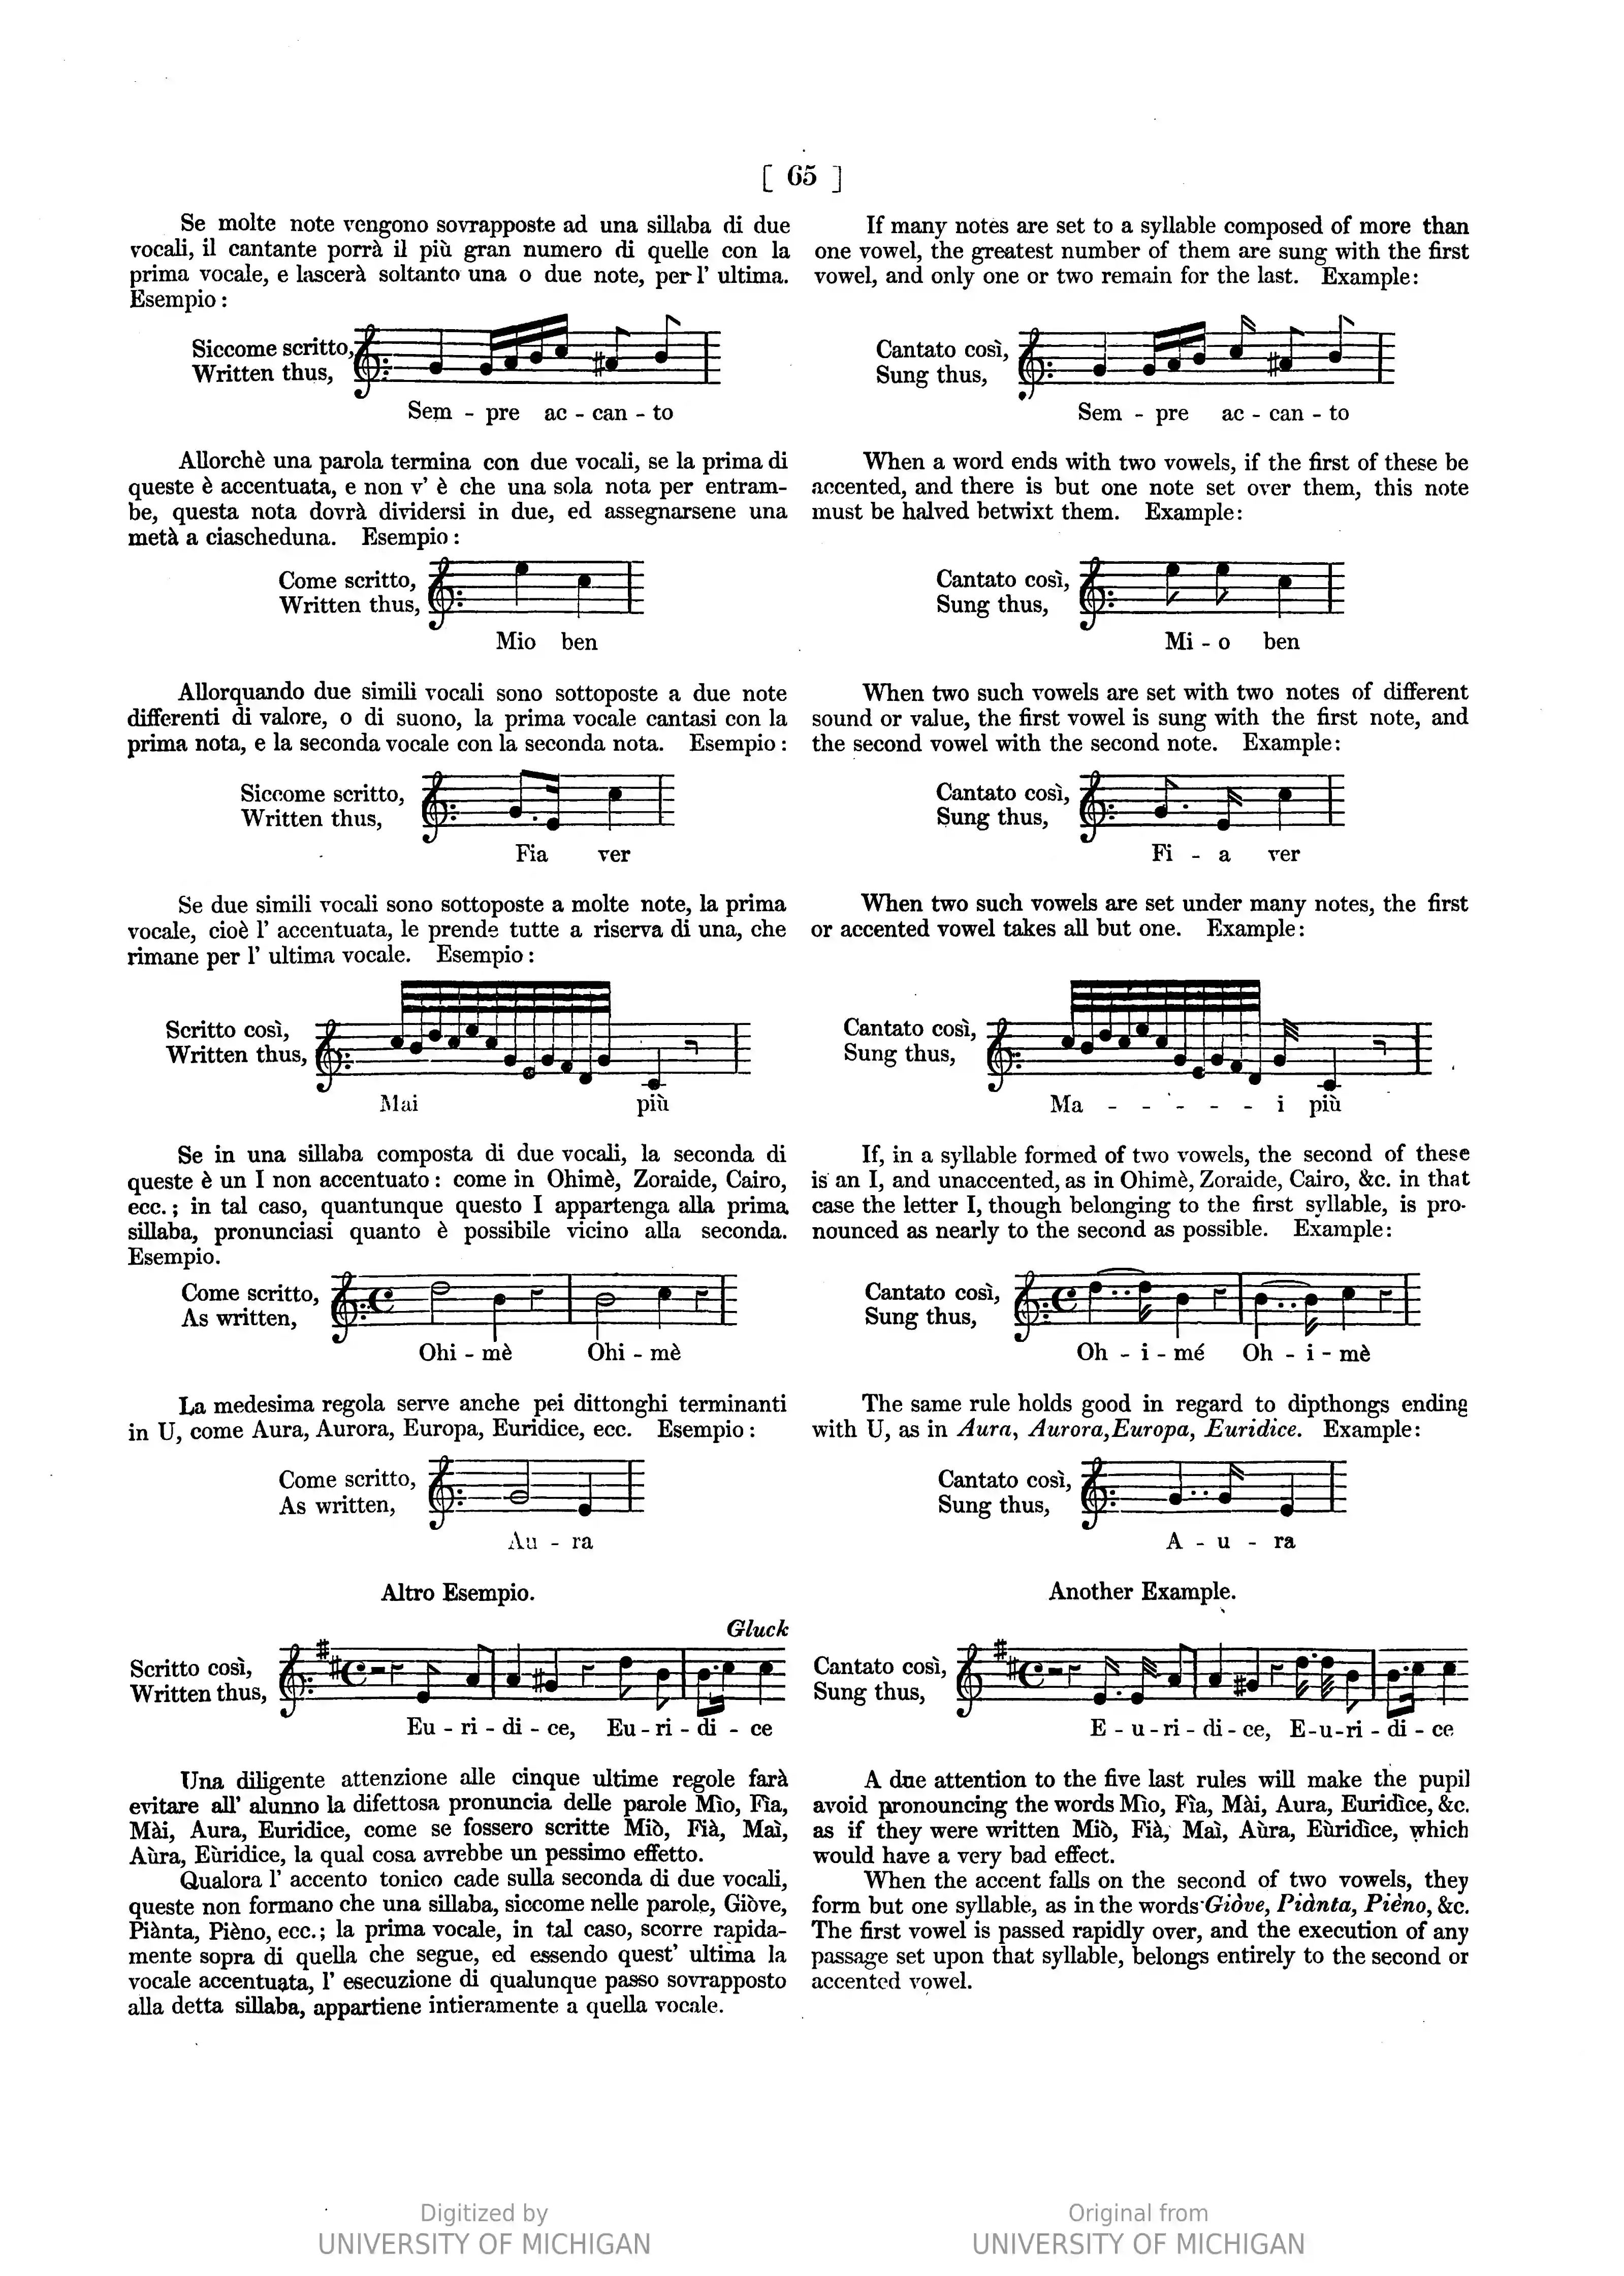 [ 65 ]
Se molte note vengono sovrapposte ad una sillaba di due
vocali, il cantante porrà il più gran numero di quelle con la
prima vocale, e lascerà soltanto una o due note, per l' ultima.
Esempio :
If many notes are set to a syllable composed of more than
one vowel, the greatest number of them are sung with the first
vowel, and only one or two remain for the last. Example:
Siccome scritto,
Written thus,
Sem - pre ac - can - to
Cantato così,
Sung thus,
Sem - pre ac - can - to
Allorchè una parola termina con due vocali, se la prima di
queste è accentuata, e non v' è che una sola nota per entram-
be, questa nota dovrà dividersi in due, ed assegnarsene una
metà a ciascheduna. Esempio :
When a word ends with two vowels, if the first of these be
accented, and there is but one note set over them, this note
must be halved betwixt them. Example:
Come scritto,
Written thus,
Mio ben
Cantato così,
Sung thus,
Mi - o ben
Allorquando due simili vocali sono sottoposte a due note
differenti di valore, o di suono, la prima vocale cantasi con la
prima nota, e la seconda vocale con la seconda nota. Esempio :
When two such vowels are set with two notes of different
sound or value, the first vowel is sung with the first note, and
the second vowel with the second note. Example:
Siccome scritto,
Written thus,
Fia ver
Cantato così,
Sung thus,
Fi - a ver
Se due simili vocali sono sottoposte a molte note, la prima
vocale, cioè l' accentuata, le prende tutte a riserva di una, che
rimane per l' ultima vocale. Esempio :
When two such vowels are set under many notes, the first
or accented vowel takes all but one. Example:
Scritto così,
Written thus,
Mai più
Cantato così,
Sung thus,
Ma - - - - - i più
Se in una sillaba composta di due vocali, la seconda di
queste è un I non accentuato : come in Ohimè, Zoraide, Cairo,
ecc. ; in tal caso, quantunque questo I appartenga alla prima
sillaba, pronunciasi quanto è possibile vicino alla seconda.
Esempio.
If, in a syllable formed of two vowels, the second of these
is an I, and unaccented, as in Ohimè, Zoraide, Cairo, &c. in that
case the letter I, though belonging to the first syllable, is pro-
nounced as nearly to the second as possible. Example:
Come scritto,
As written,
Ohi - mè Ohi - mè
Cantato così,
Sung thus,
Oh - i - mé Oh - i - mè
La medesima regola serve anche pei dittonghi terminanti
in U, come Aura, Aurora, Europa, Euridice, ecc. Esempio :
The same rule holds good in regard to dipthongs ending
with U, as in Aura, Aurora, Europa, Euridice. Example:
Come scritto,
As written,
Au - ra
Cantato così,
Sung thus,
A - u - ra
Altro Esempio.
Another Example.
Gluck
Scritto così,
Written thus,
Eu - ri - di - ce, Eu - ri - di - ce
Cantato così,
Sung thus,
E - u - ri - di - ce, E-u-ri - di - ce
Una diligente attenzione alle cinque ultime regole farà
evitare all' alunno la difettosa pronuncia delle parole Mìo, Fìa,
Mài, Aura, Euridice, come se fossero scritte Miò, Fià, Maì,
Aùra, Eùridice, la qual cosa avrebbe un pessimo effetto.
Qualora l' accento tonico cade sulla seconda di due vocali,
queste non formano che una sillaba, siccome nelle parole, Giòve,
Piànta, Pièno, ecc.; la prima vocale, in tal caso, scorre rapida-
mente sopra di quella che segue, ed essendo quest' ultima la
vocale accentuata, l' esecuzione di qualunque passo sovrapposto
alla detta sillaba, appartiene intieramente a quella vocale.
A due attention to the five last rules will make the pupil
avoid pronouncing the words Mìo, Fìa, Mài, Aura, Euridìce, &c.
as if they were written Miò, Fià, Maì, Aùra, Eùridìce, which
would have a very bad effect.
When the accent falls on the second of two vowels, they
form but one syllable, as in the words Giòve, Piànta, Pièno, &c.
The first vowel is passed rapidly over, and the execution of any
passage set upon that syllable, belongs entirely to the second or
accented vowel.
Digitized by
UNIVERSITY OF MICHIGAN
Original from
UNIVERSITY OF MICHIGAN